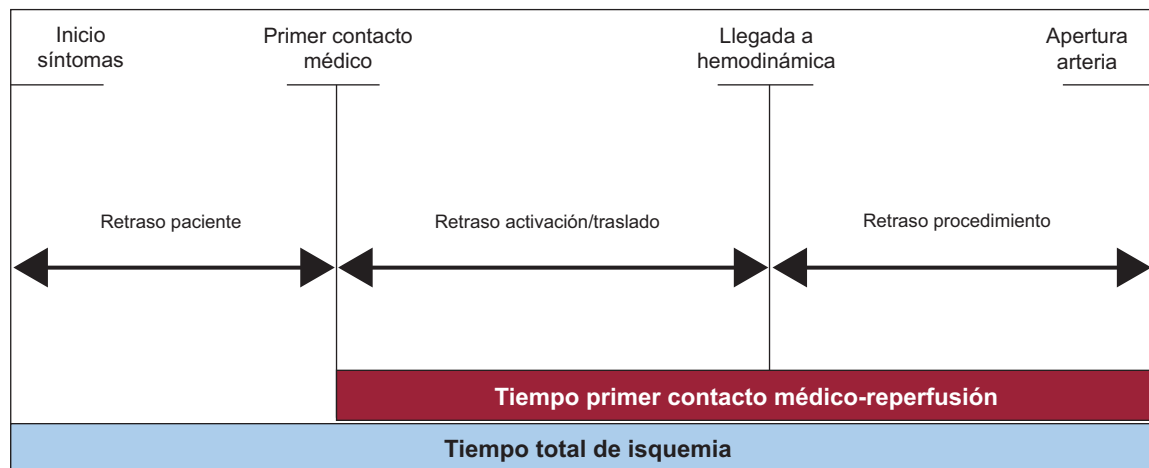 Inicio
síntomas
Primer contacto
médico
Llegada a
hemodinámica
Apertura
arteria
Retraso paciente
Retraso activación/traslado
Retraso procedimiento
Tiempo primer contacto médico-reperfusión
Tiempo total de isquemia